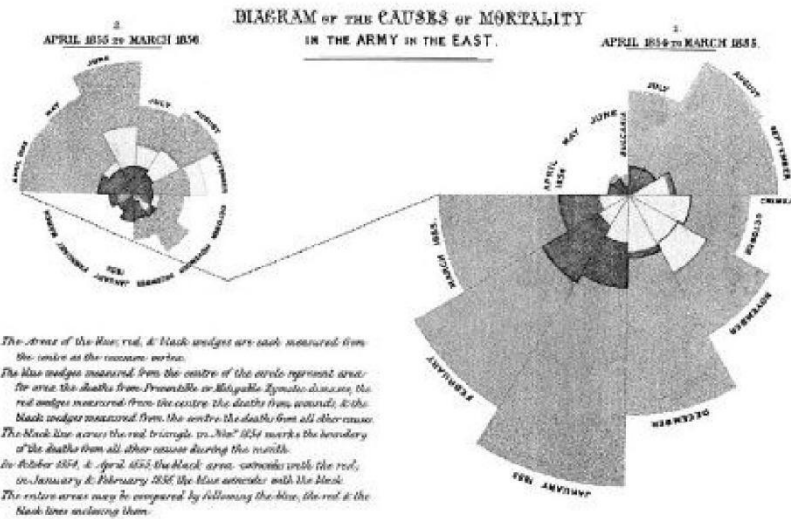 DIAGRAM OF THE CAUSES OF MORTALITY
IN THE ARMY IN THE EAST.
2.
APRIL 1855 TO MARCH 1856.
1.
APRIL 1854 TO MARCH 1855.
APRIL 1855
MAY
JUNE
JULY
AUGUST
SEPTEMBER
OCTOBER
NOVEMBER
DECEMBER
JANUARY 1856
FEBRUARY
MARCH
APRIL 1854
MAY
JUNE
BULGARIA
JULY
AUGUST
SEPTEMBER
CRIMEA
OCTOBER
NOVEMBER
DECEMBER
JANUARY 1855
FEBRUARY
MARCH 1855.
The Areas of the blue, red, & black wedges are each measured from
the centre as the common vertex.
The blue wedges measured from the centre of the circle represent area
for area the deaths from Preventible or Mitigable Zymotic diseases, the
red wedges measured from the centre the deaths from wounds, & the
black wedges measured from the centre the deaths from all other causes.
The black line across the red triangle in Novr. 1854 marks the boundary
of the deaths from all other causes during the month.
In October 1854, & April 1855, the black area coincides with the red,
in January & February 1856, the blue coincides with the black.
The entire areas may be compared by following the blue, the red & the
black lines enclosing them.